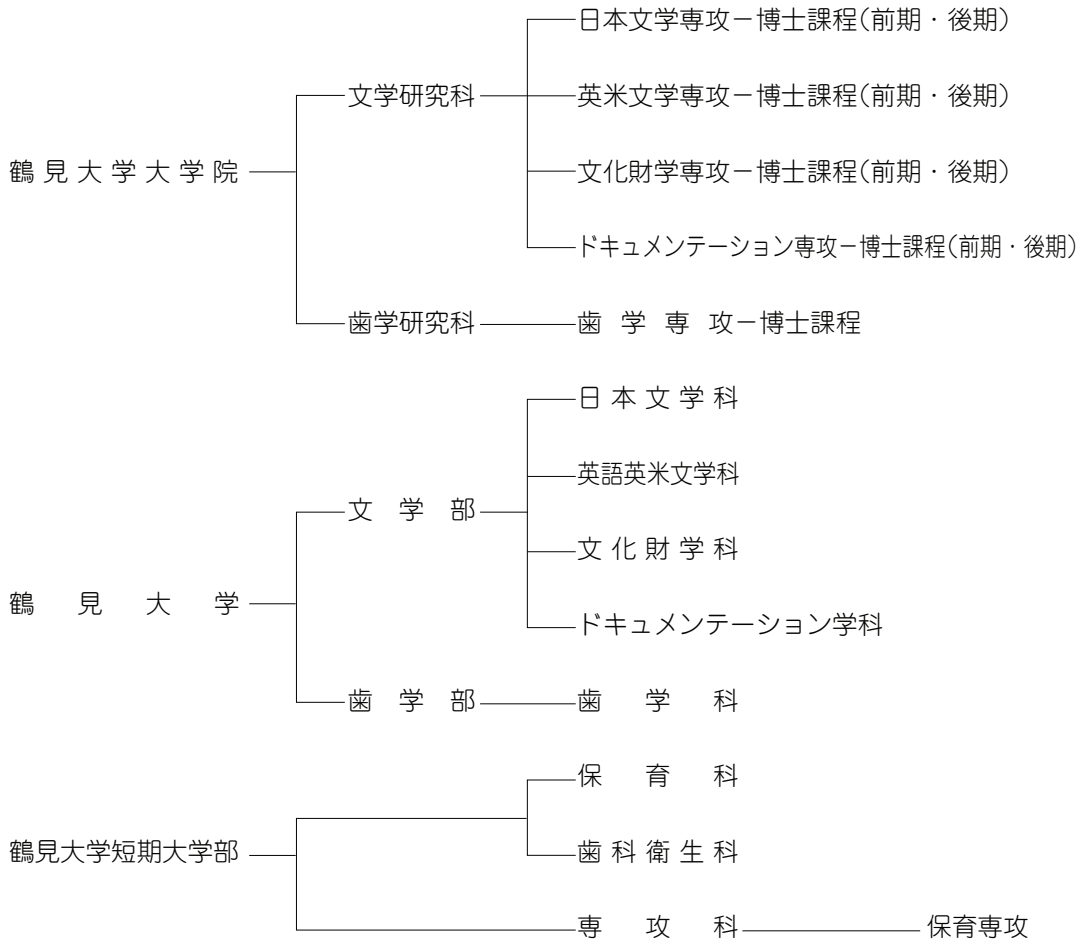 日本文学専攻－博士課程(前期・後期)
文学研究科
英米文学専攻－博士課程(前期・後期)
鶴見大学大学院
文化財学専攻－博士課程(前期・後期)
ドキュメンテーション専攻－博士課程(前期・後期)
歯学研究科
歯学専攻－博士課程
日本文学科
英語英米文学科
文学部
文化財学科
鶴見大学
ドキュメンテーション学科
歯学部
歯学科
保育科
鶴見大学短期大学部
歯科衛生科
専攻科
保育専攻